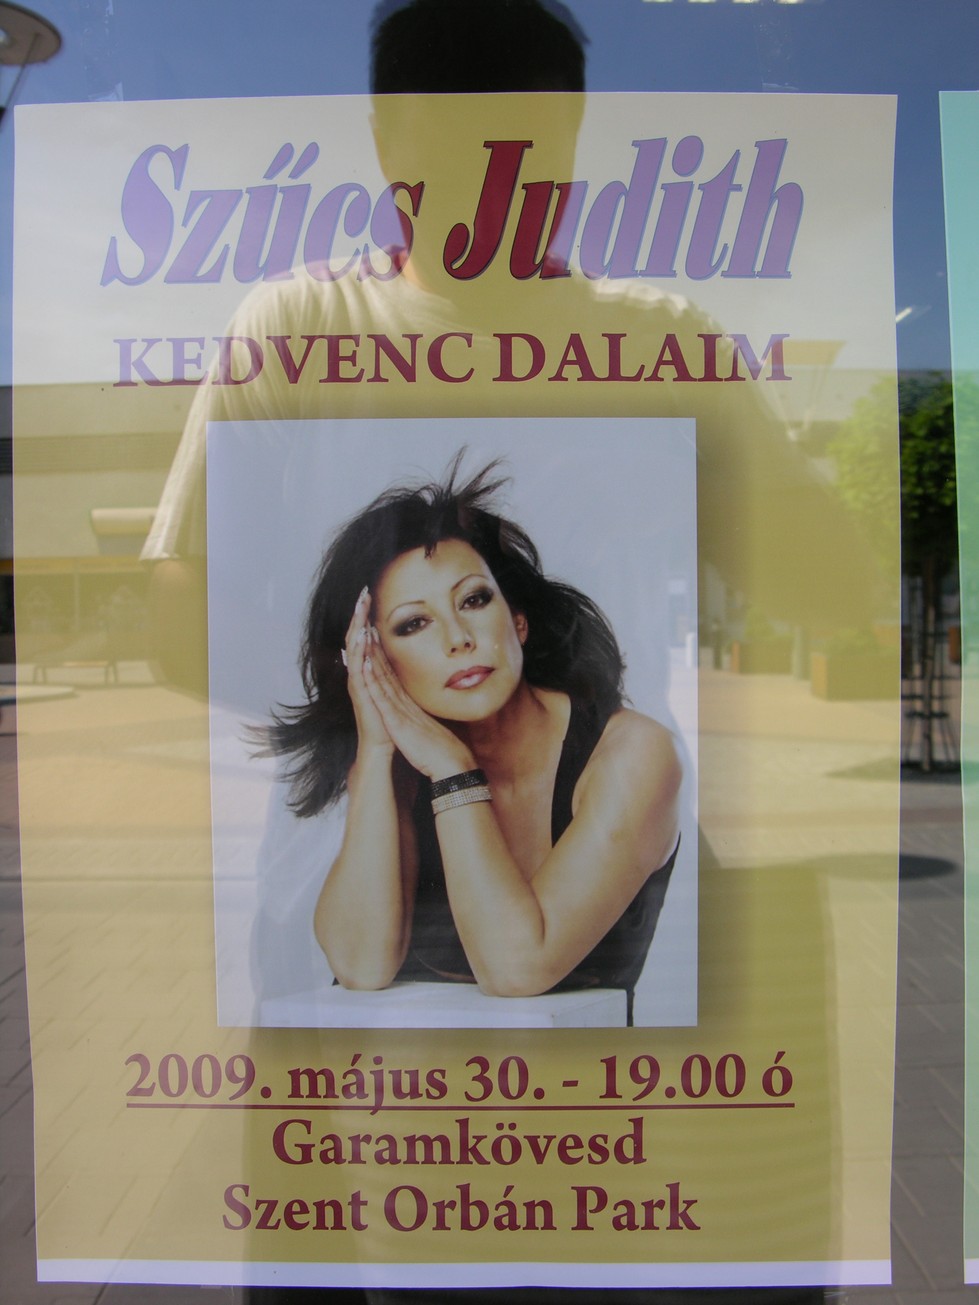 Szűcs Judith
KEDVENC DALAIM
2009. május 30. - 19.00 ó
Garamkövesd
Szent Orbán Park